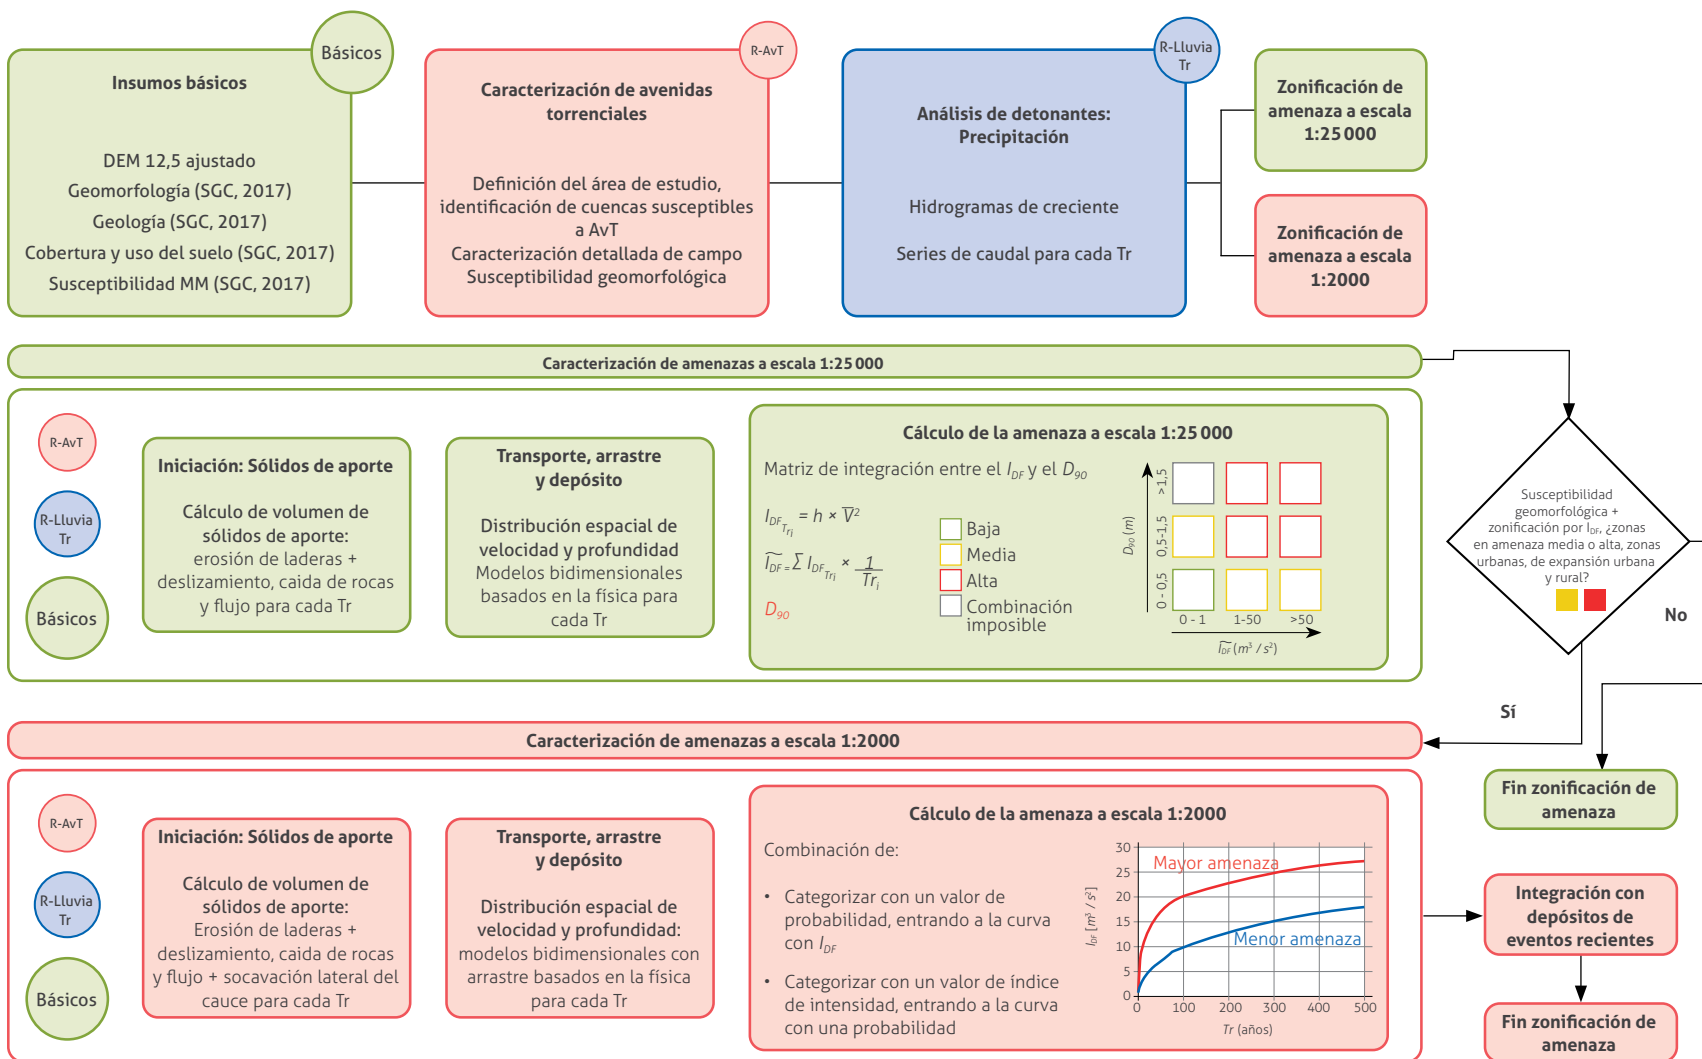 Básicos
Insumos básicos
DEM 12,5 ajustado
Geomorfología (SGC, 2017)
Geología (SGC, 2017)
Cobertura y uso del suelo (SGC, 2017)
Susceptibilidad MM (SGC, 2017)
R-AvT
Caracterización de avenidas
torrenciales
Definición del área de estudio,
identificación de cuencas susceptibles
a AvT
Caracterización detallada de campo
Susceptibilidad geomorfológica
R-Lluvia
Tr
Análisis de detonantes:
Precipitación
Hidrogramas de creciente
Series de caudal para cada Tr
Zonificación de
amenaza a escala
1:25 000
Zonificación de
amenaza a escala
1:2000
Caracterización de amenazas a escala 1:25 000
R-AvT
R-Lluvia
Tr
Básicos
Iniciación: Sólidos de aporte
Cálculo de volumen de
sólidos de aporte:
erosión de laderas +
deslizamiento, caida de rocas
y flujo para cada Tr
Transporte, arrastre
y depósito
Distribución espacial de
velocidad y profundidad
Modelos bidimensionales
basados en la física para
cada Tr
Cálculo de la amenaza a escala 1:25 000
Matriz de integración entre el I_DF y el D_90
I_DF_Tr_i = h × V̅²
I͠_DF = Σ I_DF_Tr_i × 1/Tr_i
D_90
Baja
Media
Alta
Combinación
imposible
D_90 (m)
>1,5
0,5-1,5
0 - 0,5
0 - 1 1-50 >50
I͠_DF (m³ / s²)
Susceptibilidad
geomorfológica +
zonificación por I_DF, ¿zonas
en amenaza media o alta, zonas
urbanas, de expansión urbana
y rural?
No
Sí
Caracterización de amenazas a escala 1:2000
R-AvT
R-Lluvia
Tr
Básicos
Iniciación: Sólidos de aporte
Cálculo de volumen de
sólidos de aporte:
Erosión de laderas +
deslizamiento, caida de rocas
y flujo + socavación lateral del
cauce para cada Tr
Transporte, arrastre
y depósito
Distribución espacial de
velocidad y profundidad:
modelos bidimensionales con
arrastre basados en la física
para cada Tr
Cálculo de la amenaza a escala 1:2000
Combinación de:
• Categorizar con un valor de
probabilidad, entrando a la curva
con I_DF
• Categorizar con un valor de índice
de intensidad, entrando a la curva
con una probabilidad
I_DF [m³ / s²]
30
25
20
15
10
5
0
Mayor amenaza
Menor amenaza
0 100 200 300 400 500
Tr (años)
Fin zonificación de
amenaza
Integración con
depósitos de
eventos recientes
Fin zonificación de
amenaza